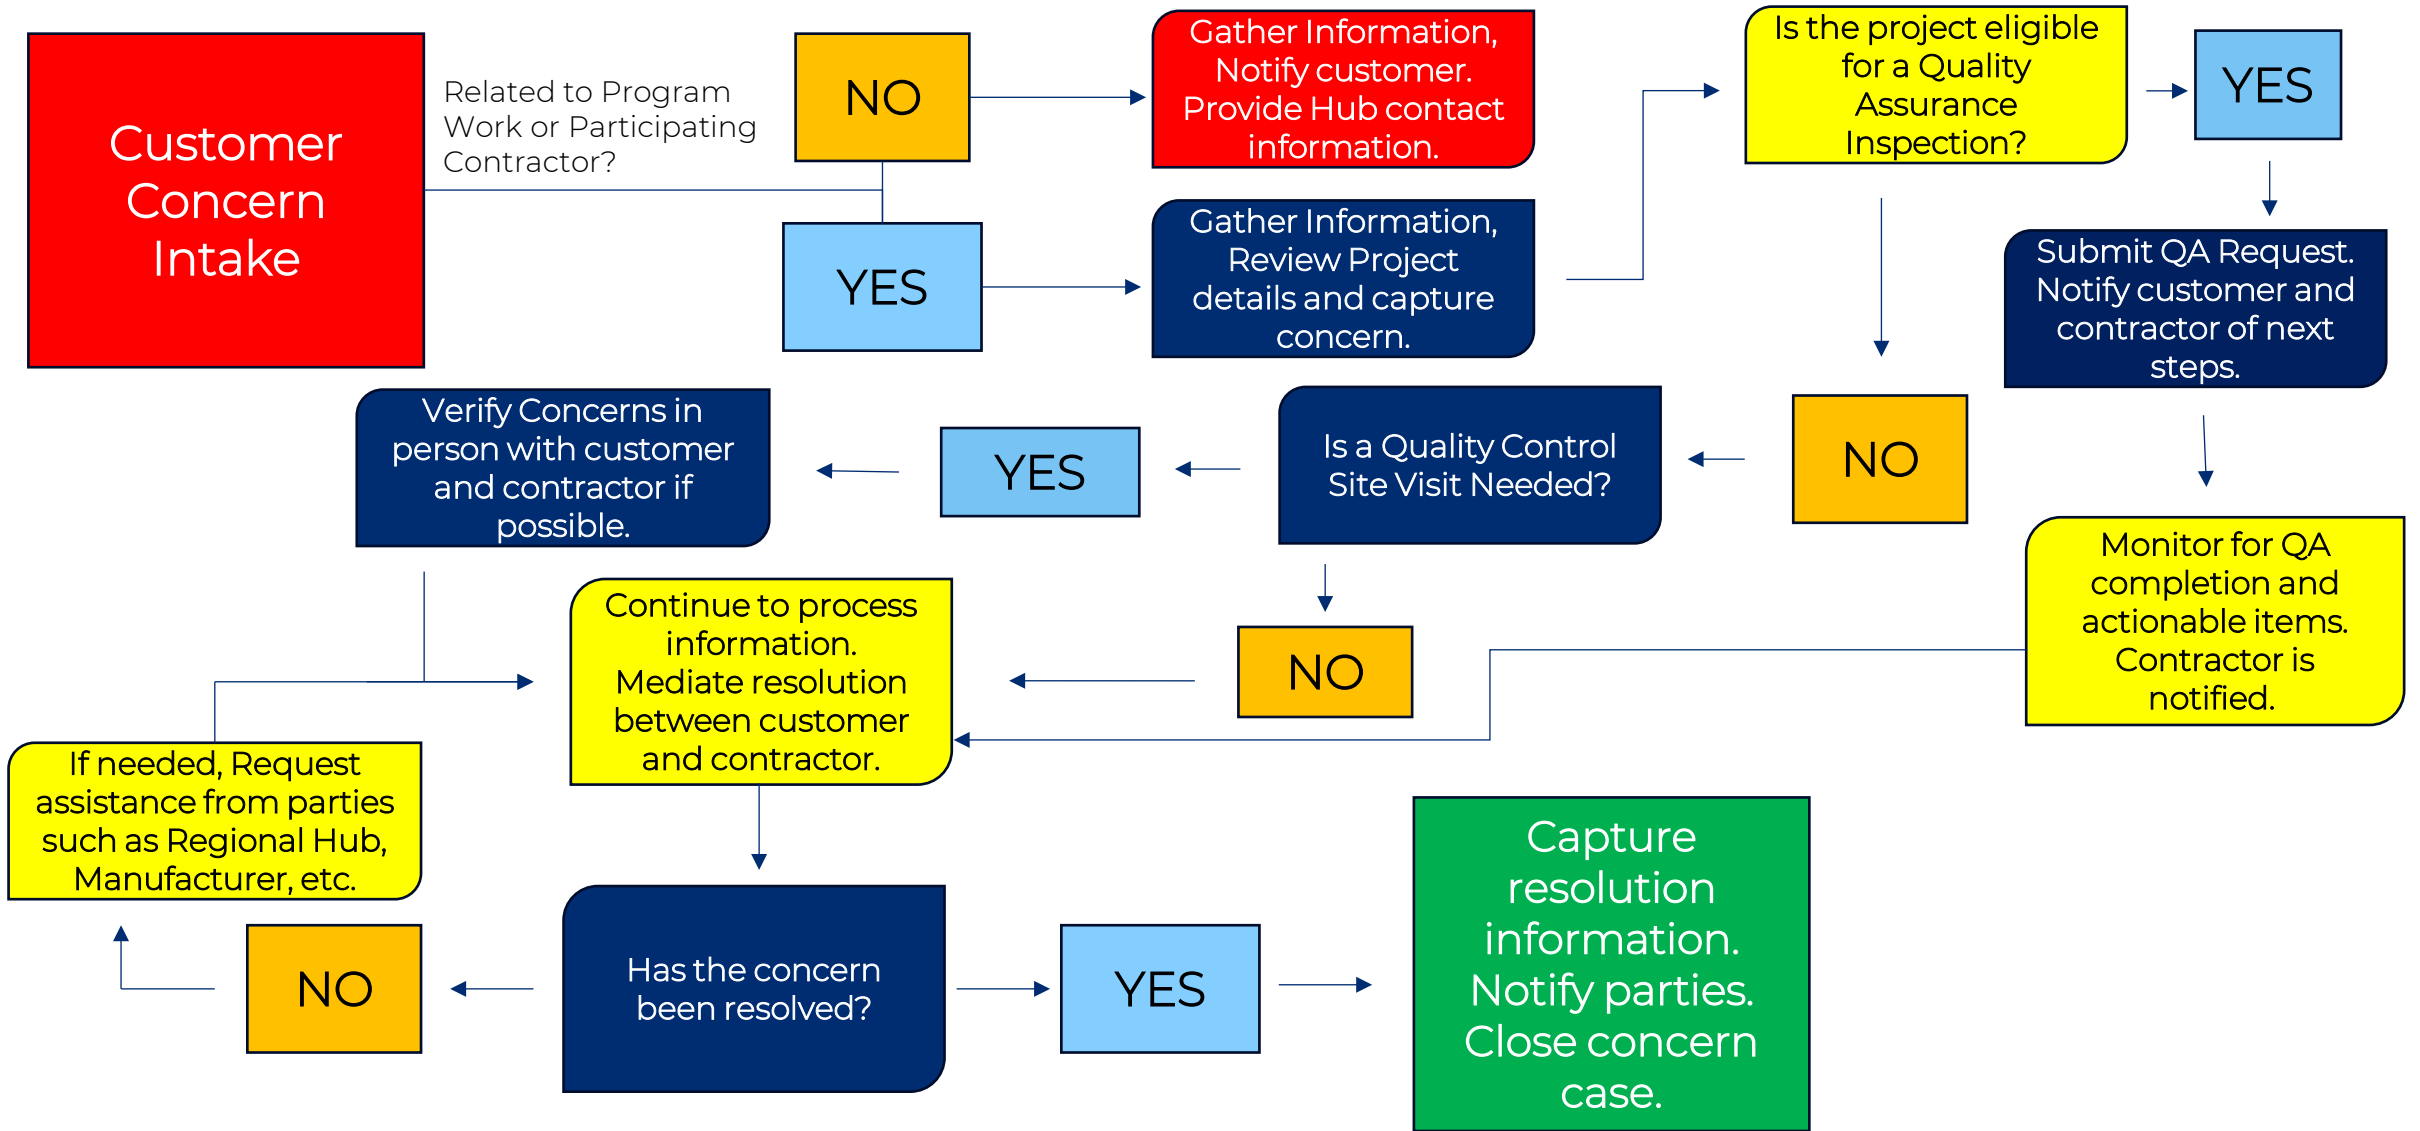 Customer
Concern
Intake
Related to Program
Work or Participating
Contractor?
NO
Gather Information,
Notify customer.
Provide Hub contact
information.
YES
Gather Information,
Review Project
details and capture
concern.
Is the project eligible
for a Quality
Assurance
Inspection?
YES
Submit QA Request.
Notify customer and
contractor of next
steps.
Monitor for QA
completion and
actionable items.
Contractor is
notified.
NO
Is a Quality Control
Site Visit Needed?
YES
Verify Concerns in
person with customer
and contractor if
possible.
NO
Continue to process
information.
Mediate resolution
between customer
and contractor.
If needed, Request
assistance from parties
such as Regional Hub,
Manufacturer, etc.
NO
Has the concern
been resolved?
YES
Capture
resolution
information.
Notify parties.
Close concern
case.